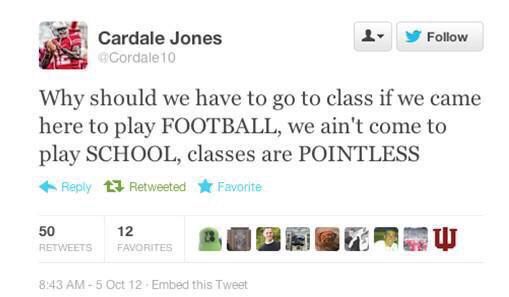 Cardale Jones
@Cordale10
Follow
Why should we have to go to class if we came
here to play FOOTBALL, we ain't come to
play SCHOOL, classes are POINTLESS
Reply Retweeted Favorite
50 12
RETWEETS FAVORITES
8:43 AM - 5 Oct 12 · Embed this Tweet